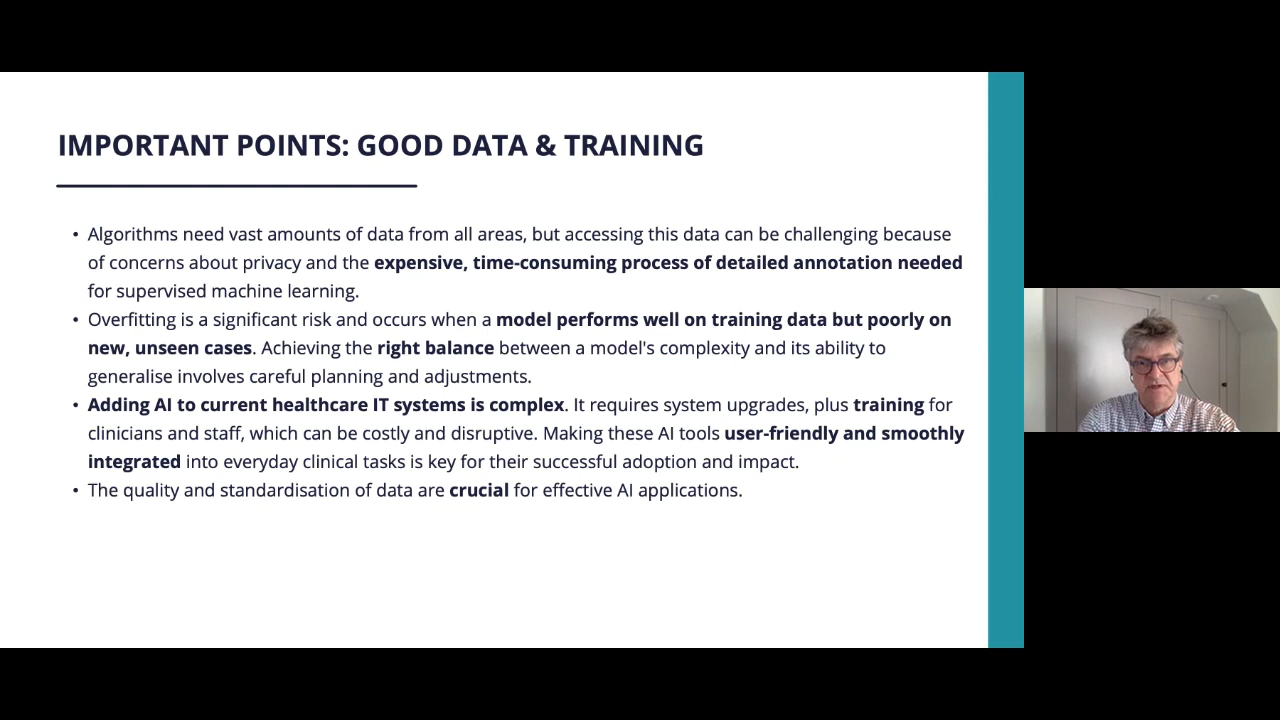 IMPORTANT POINTS: GOOD DATA & TRAINING
• Algorithms need vast amounts of data from all areas, but accessing this data can be challenging because
of concerns about privacy and the expensive, time-consuming process of detailed annotation needed
for supervised machine learning.
• Overfitting is a significant risk and occurs when a model performs well on training data but poorly on
new, unseen cases. Achieving the right balance between a model's complexity and its ability to
generalise involves careful planning and adjustments.
• Adding AI to current healthcare IT systems is complex. It requires system upgrades, plus training for
clinicians and staff, which can be costly and disruptive. Making these AI tools user-friendly and smoothly
integrated into everyday clinical tasks is key for their successful adoption and impact.
• The quality and standardisation of data are crucial for effective AI applications.